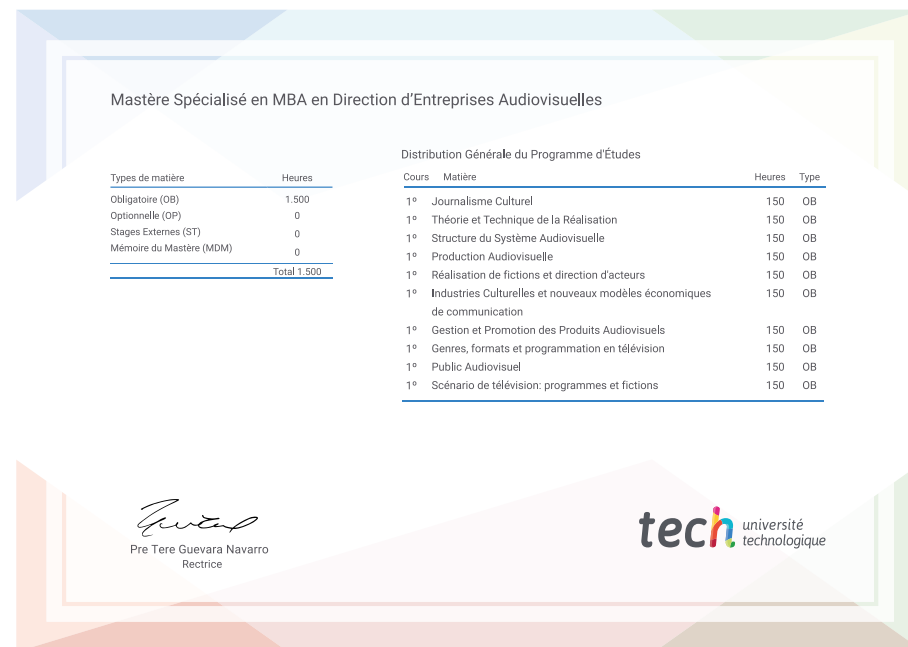 Mastère Spécialisé en MBA en Direction d'Entreprises Audiovisuelles
Types de matière Heures
Obligatoire (OB) 1.500
Optionnelle (OP) 0
Stages Externes (ST) 0
Mémoire du Mastère (MDM) 0
Total 1.500
Distribution Générale du Programme d'Études
Cours Matière Heures Type
1º Journalisme Culturel 150 OB
1º Théorie et Technique de la Réalisation 150 OB
1º Structure du Système Audiovisuelle 150 OB
1º Production Audiovisuelle 150 OB
1º Réalisation de fictions et direction d'acteurs 150 OB
1º Industries Culturelles et nouveaux modèles économiques 150 OB
de communication
1º Gestion et Promotion des Produits Audiovisuels 150 OB
1º Genres, formats et programmation en télévision 150 OB
1º Public Audiovisuel 150 OB
1º Scénario de télévision: programmes et fictions 150 OB
Pre Tere Guevara Navarro
Rectrice
tech université
technologique